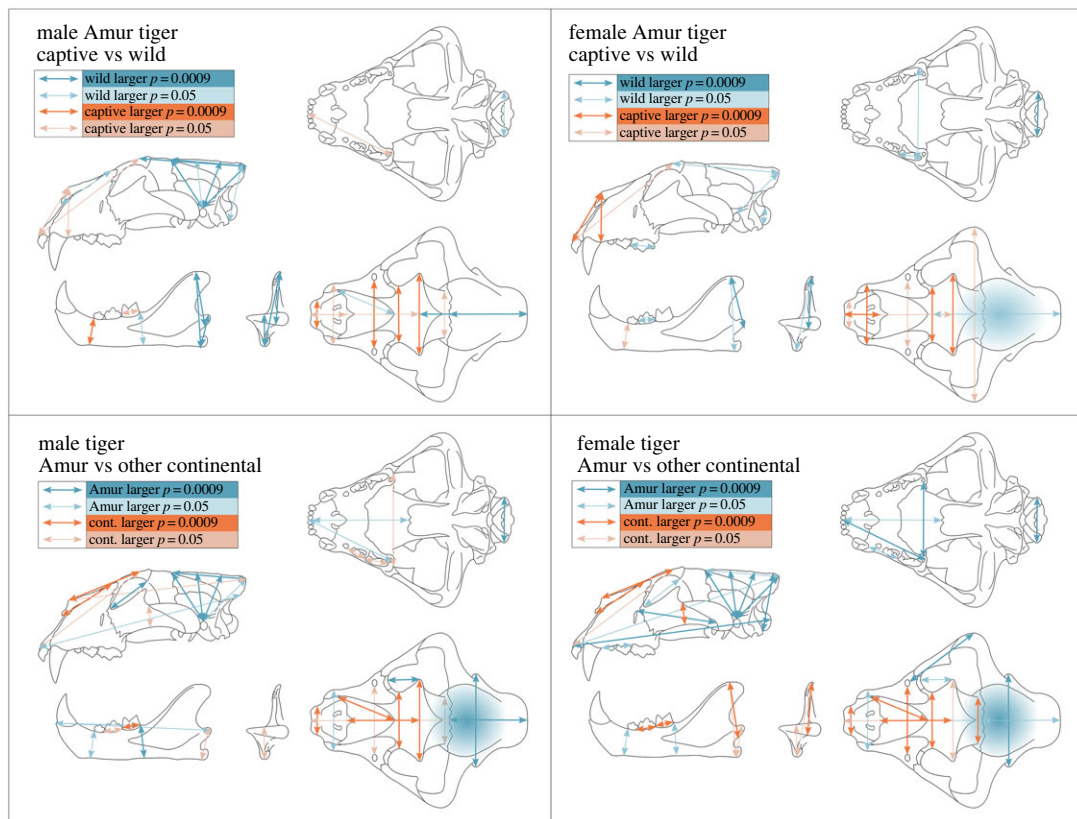 male Amur tiger
captive vs wild
wild larger p = 0.0009
wild larger p = 0.05
captive larger p = 0.0009
captive larger p = 0.05
female Amur tiger
captive vs wild
wild larger p = 0.0009
wild larger p = 0.05
captive larger p = 0.0009
captive larger p = 0.05
male tiger
Amur vs other continental
Amur larger p = 0.0009
Amur larger p = 0.05
cont. larger p = 0.0009
cont. larger p = 0.05
female tiger
Amur vs other continental
Amur larger p = 0.0009
Amur larger p = 0.05
cont. larger p = 0.0009
cont. larger p = 0.05